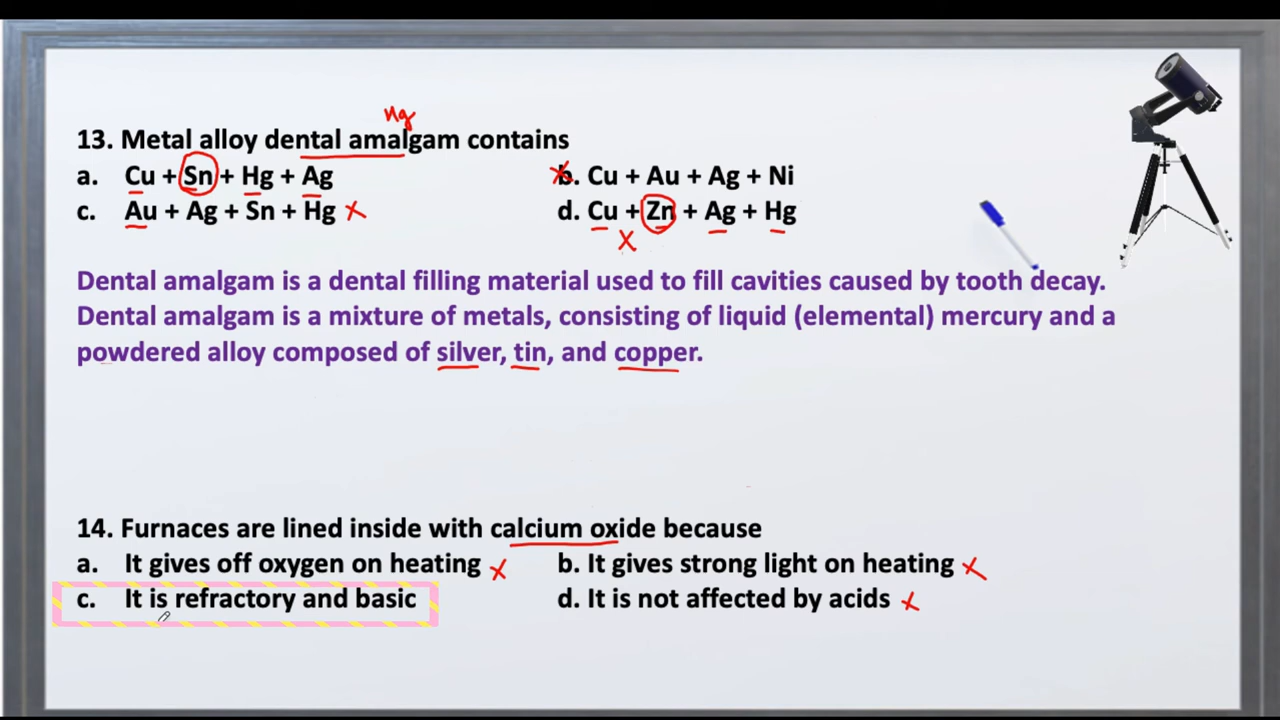 Hg
13. Metal alloy dental amalgam contains
a. Cu + Sn + Hg + Ag
b. Cu + Au + Ag + Ni
c. Au + Ag + Sn + Hg
d. Cu + Zn + Ag + Hg
Dental amalgam is a dental filling material used to fill cavities caused by tooth decay.
Dental amalgam is a mixture of metals, consisting of liquid (elemental) mercury and a
powdered alloy composed of silver, tin, and copper.
14. Furnaces are lined inside with calcium oxide because
a. It gives off oxygen on heating
b. It gives strong light on heating
c. It is refractory and basic
d. It is not affected by acids